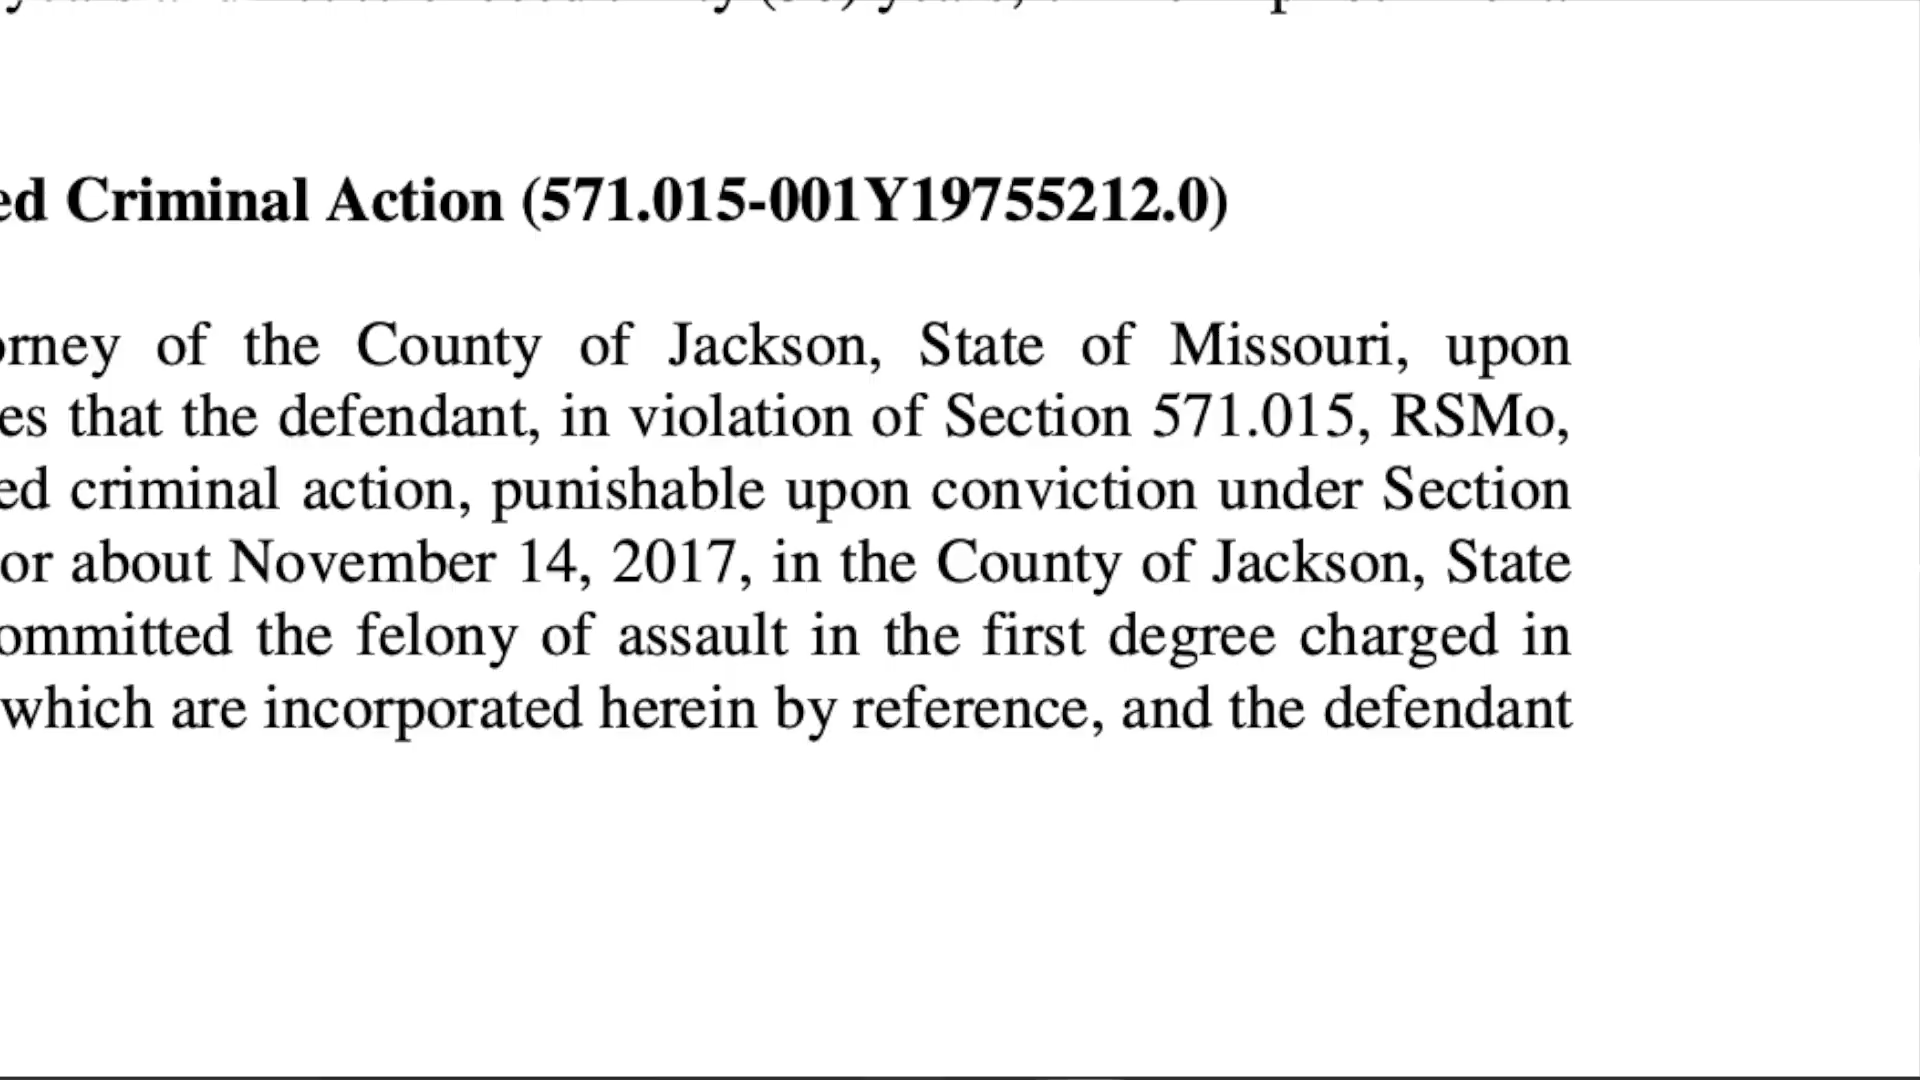 ed Criminal Action (571.015-001Y19755212.0)
orney of the County of Jackson, State of Missouri, upon
es that the defendant, in violation of Section 571.015, RSMo,
ed criminal action, punishable upon conviction under Section
or about November 14, 2017, in the County of Jackson, State
ommitted the felony of assault in the first degree charged in
which are incorporated herein by reference, and the defendant